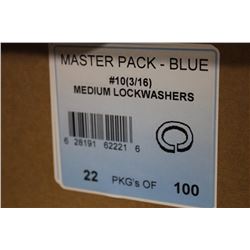 MASTER PACK - BLUE
#10(3/16)
MEDIUM LOCKWASHERS
6 28191 62221 6
22 PKG's OF 100